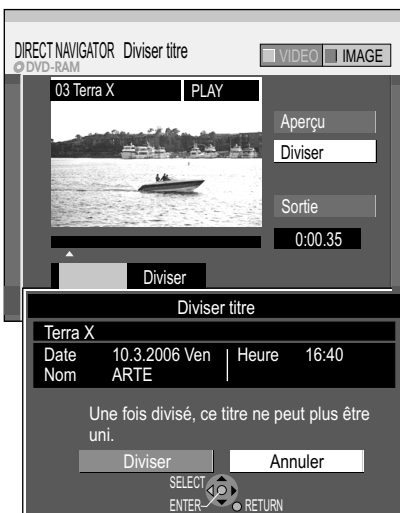 DIRECT NAVIGATOR Diviser titre
VIDEO IMAGE
DVD-RAM
03 Terra X PLAY
Aperçu
Diviser
Sortie
0:00.35
Diviser
Diviser titre
Terra X
Date 10.3.2006 Ven Heure 16:40
Nom ARTE
Une fois divisé, ce titre ne peut plus être
uni.
Diviser Annuler
SELECT
ENTER RETURN